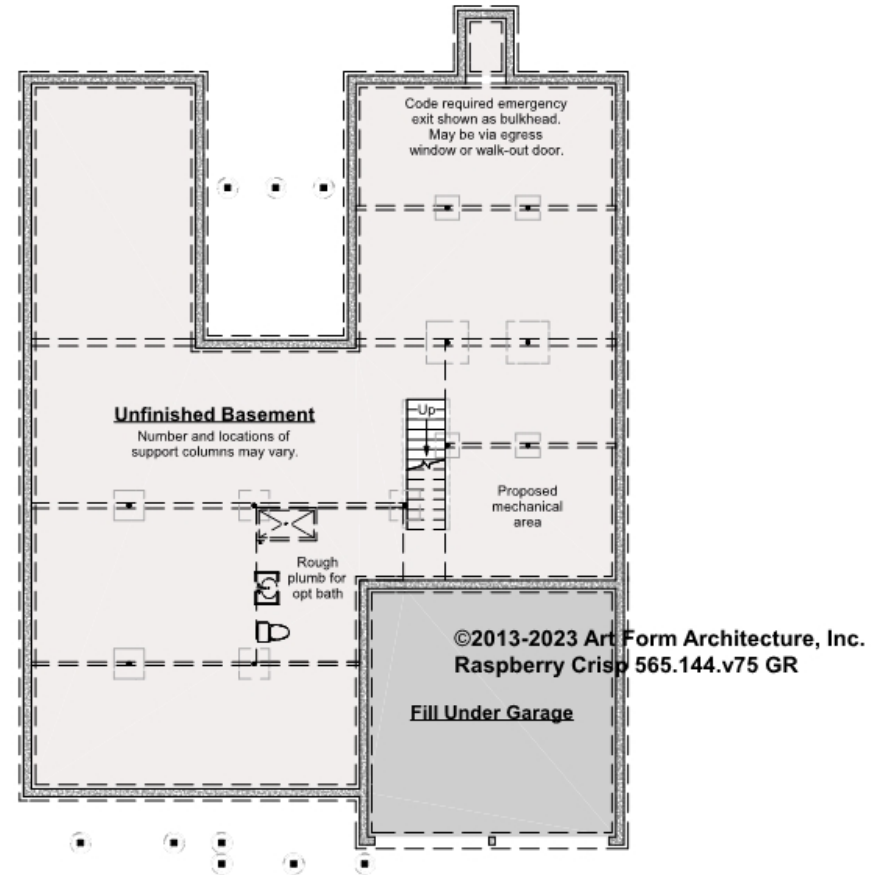 Code required emergency
exit shown as bulkhead.
May be via egress
window or walk-out door.
Up
Unfinished Basement
Number and locations of
support columns may vary.
Proposed
mechanical
area
Rough
plumb for
opt bath
©2013-2023 Art Form Architecture, Inc.
Raspberry Crisp 565.144.v75 GR
Fill Under Garage